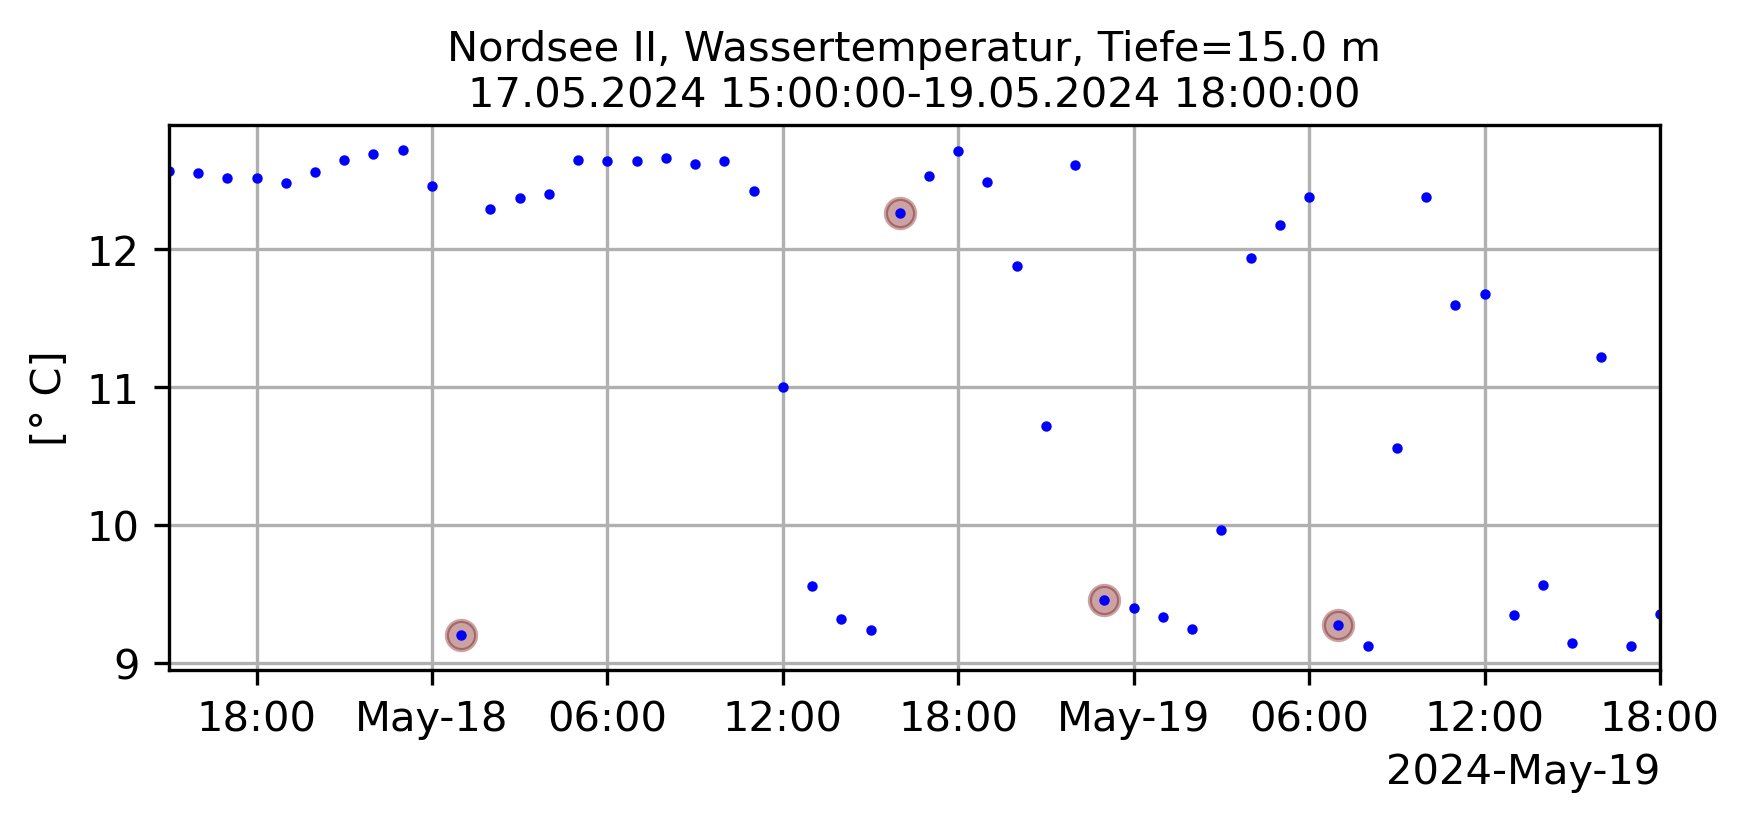 Nordsee II, Wassertemperatur, Tiefe=15.0 m
17.05.2024 15:00:00-19.05.2024 18:00:00
[° C]
12
11
10
9
18:00 May-18 06:00 12:00 18:00 May-19 06:00 12:00 18:00
2024-May-19